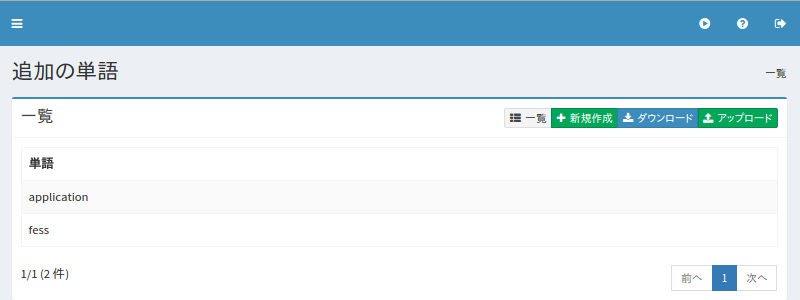 追加の単語
一覧
一覧
一覧 新規作成 ダウンロード アップロード
単語
application
fess
1/1 (2 件)
前へ 1 次へ